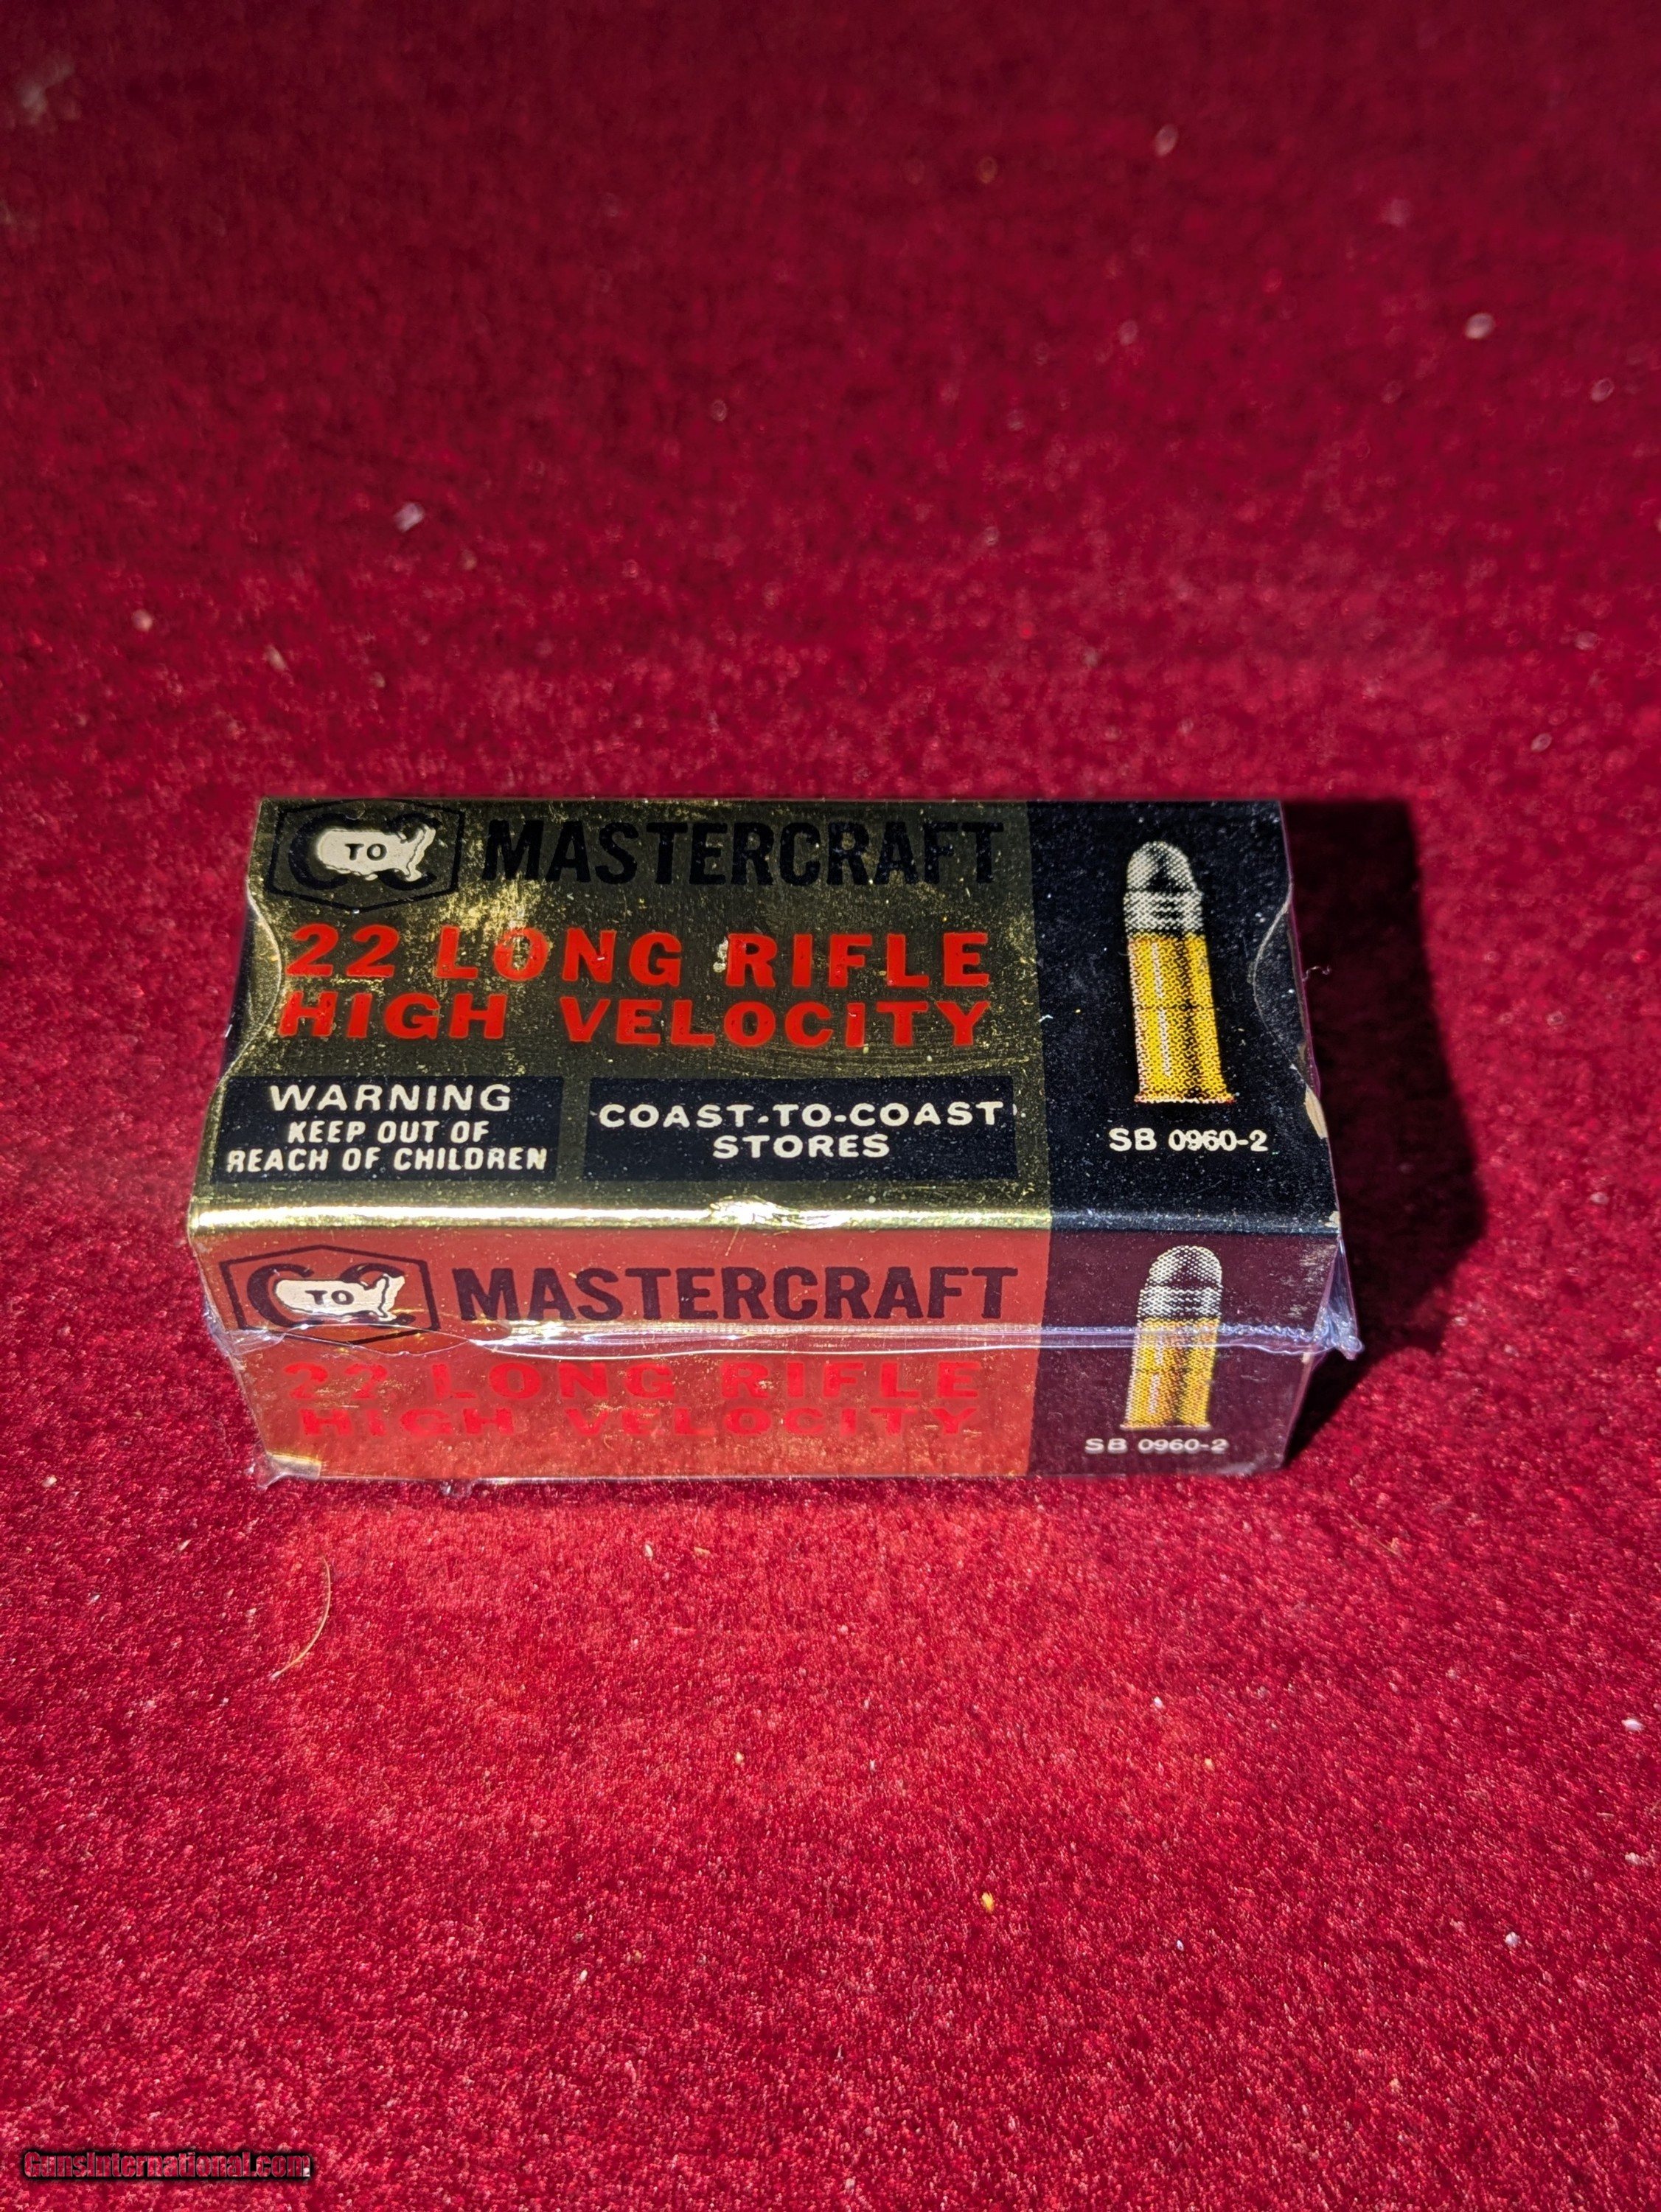 C TO C MASTERCRAFT
22 LONG RIFLE
HIGH VELOCITY
WARNING
KEEP OUT OF
REACH OF CHILDREN
COAST-TO-COAST
STORES
SB 0960-2
C TO C MASTERCRAFT
22 LONG RIFLE
HIGH VELOCITY
SB 0960-2
GunsInternational.com